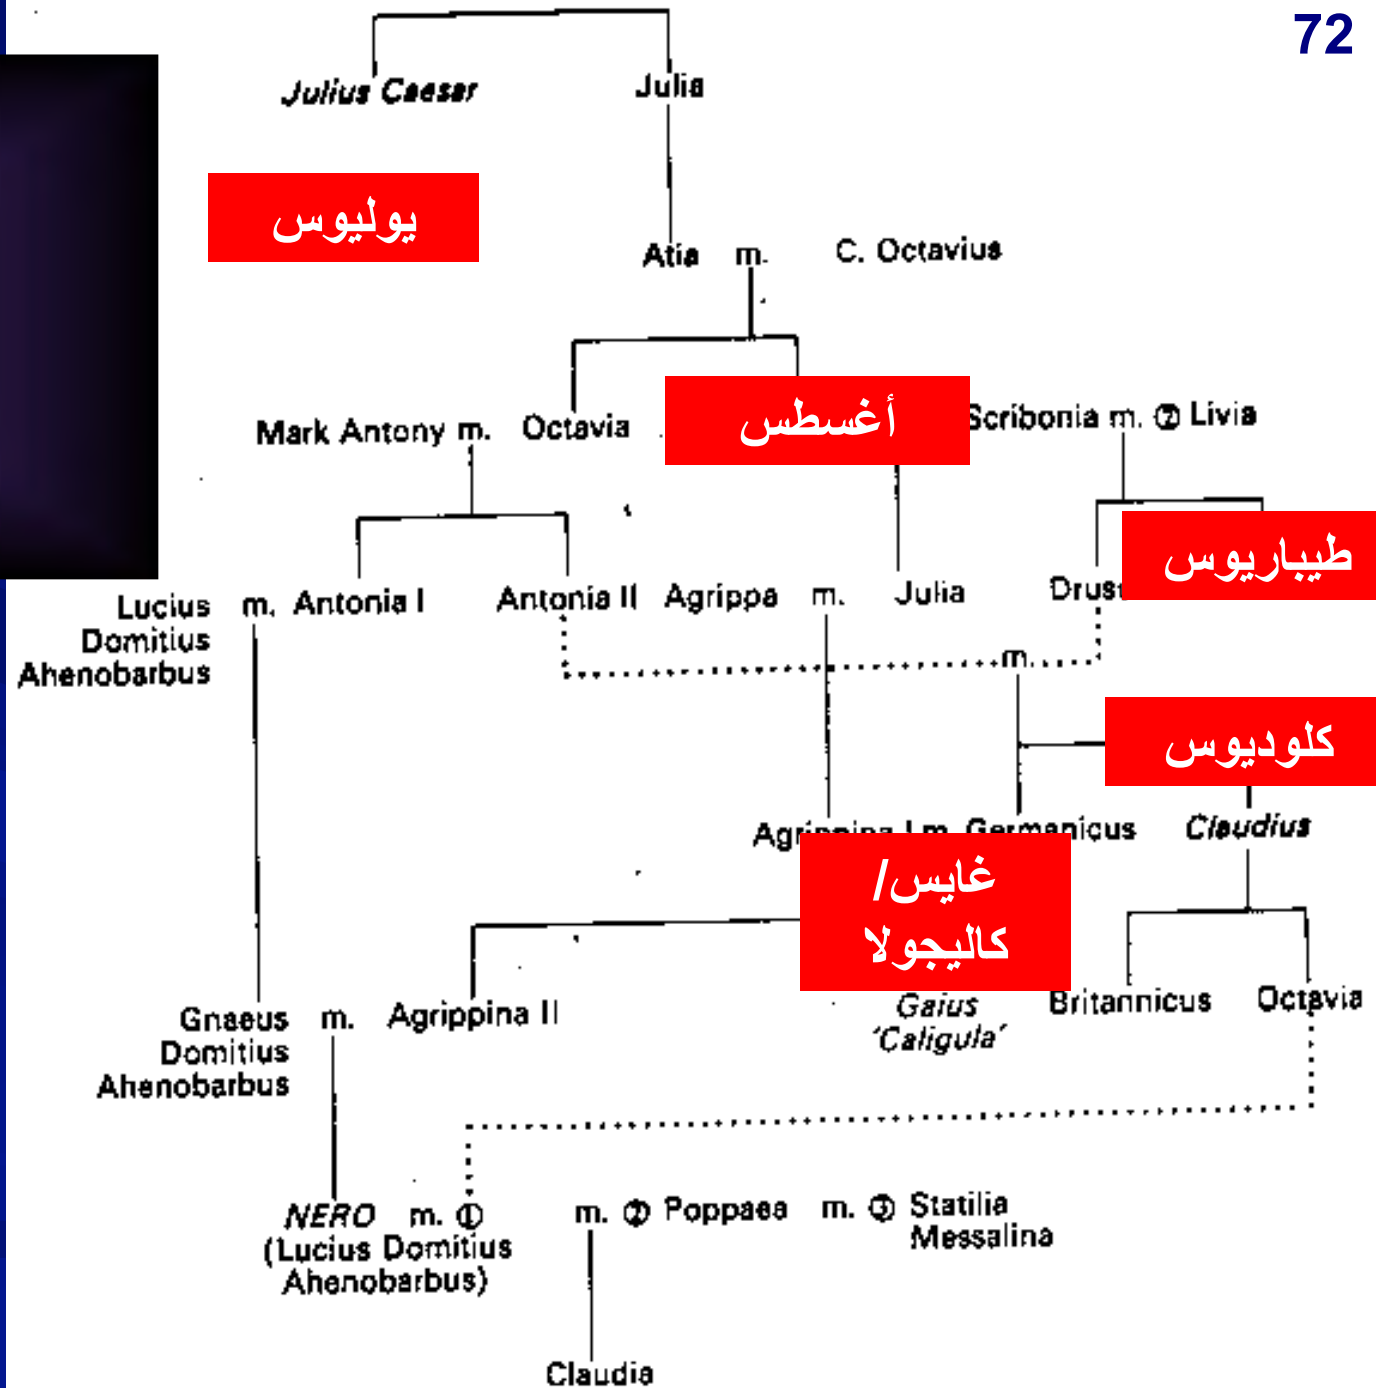 72
Julius Caesar Julia
يوليوس
Atia m. C. Octavius
أغسطس
Mark Antony m. Octavia
Scribonia m. ② Livia
طيباريوس
Lucius m. Antonia I Antonia II Agrippa m. Julia
Domitius
Ahenobarbus
m.
كلوديوس
m. Germanicus Claudius
غايس/
كاليجولا
Gnaeus m. Agrippina II
Domitius
Ahenobarbus
Gaius Britannicus Octavia
'Caligula'
NERO m. ① m. ② Poppaea m. ③ Statilia
(Lucius Domitius Messalina
Ahenobarbus)
Claudia